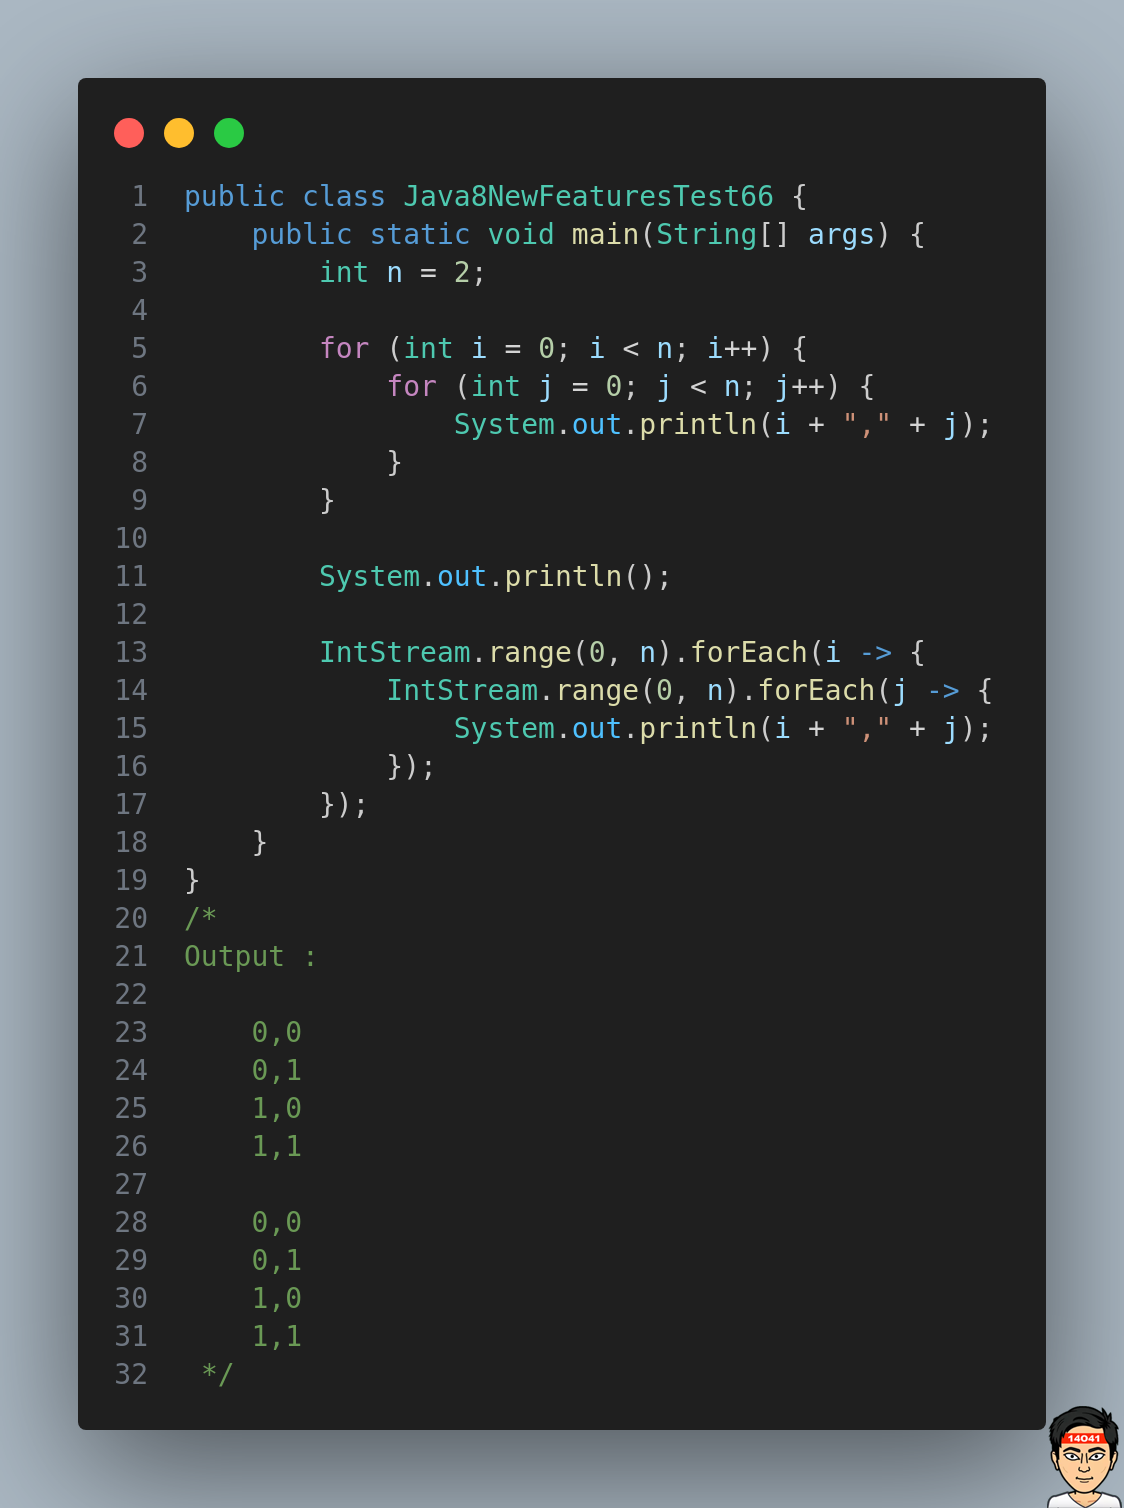 1 public class Java8NewFeaturesTest66 {
2     public static void main(String[] args) {
3         int n = 2;
4
5         for (int i = 0; i < n; i++) {
6             for (int j = 0; j < n; j++) {
7                 System.out.println(i + "," + j);
8             }
9         }
10
11         System.out.println();
12
13         IntStream.range(0, n).forEach(i -> {
14             IntStream.range(0, n).forEach(j -> {
15                 System.out.println(i + "," + j);
16             });
17         });
18     }
19 }
20 /*
21 Output :
22
23     0,0
24     0,1
25     1,0
26     1,1
27
28     0,0
29     0,1
30     1,0
31     1,1
32  */
14041